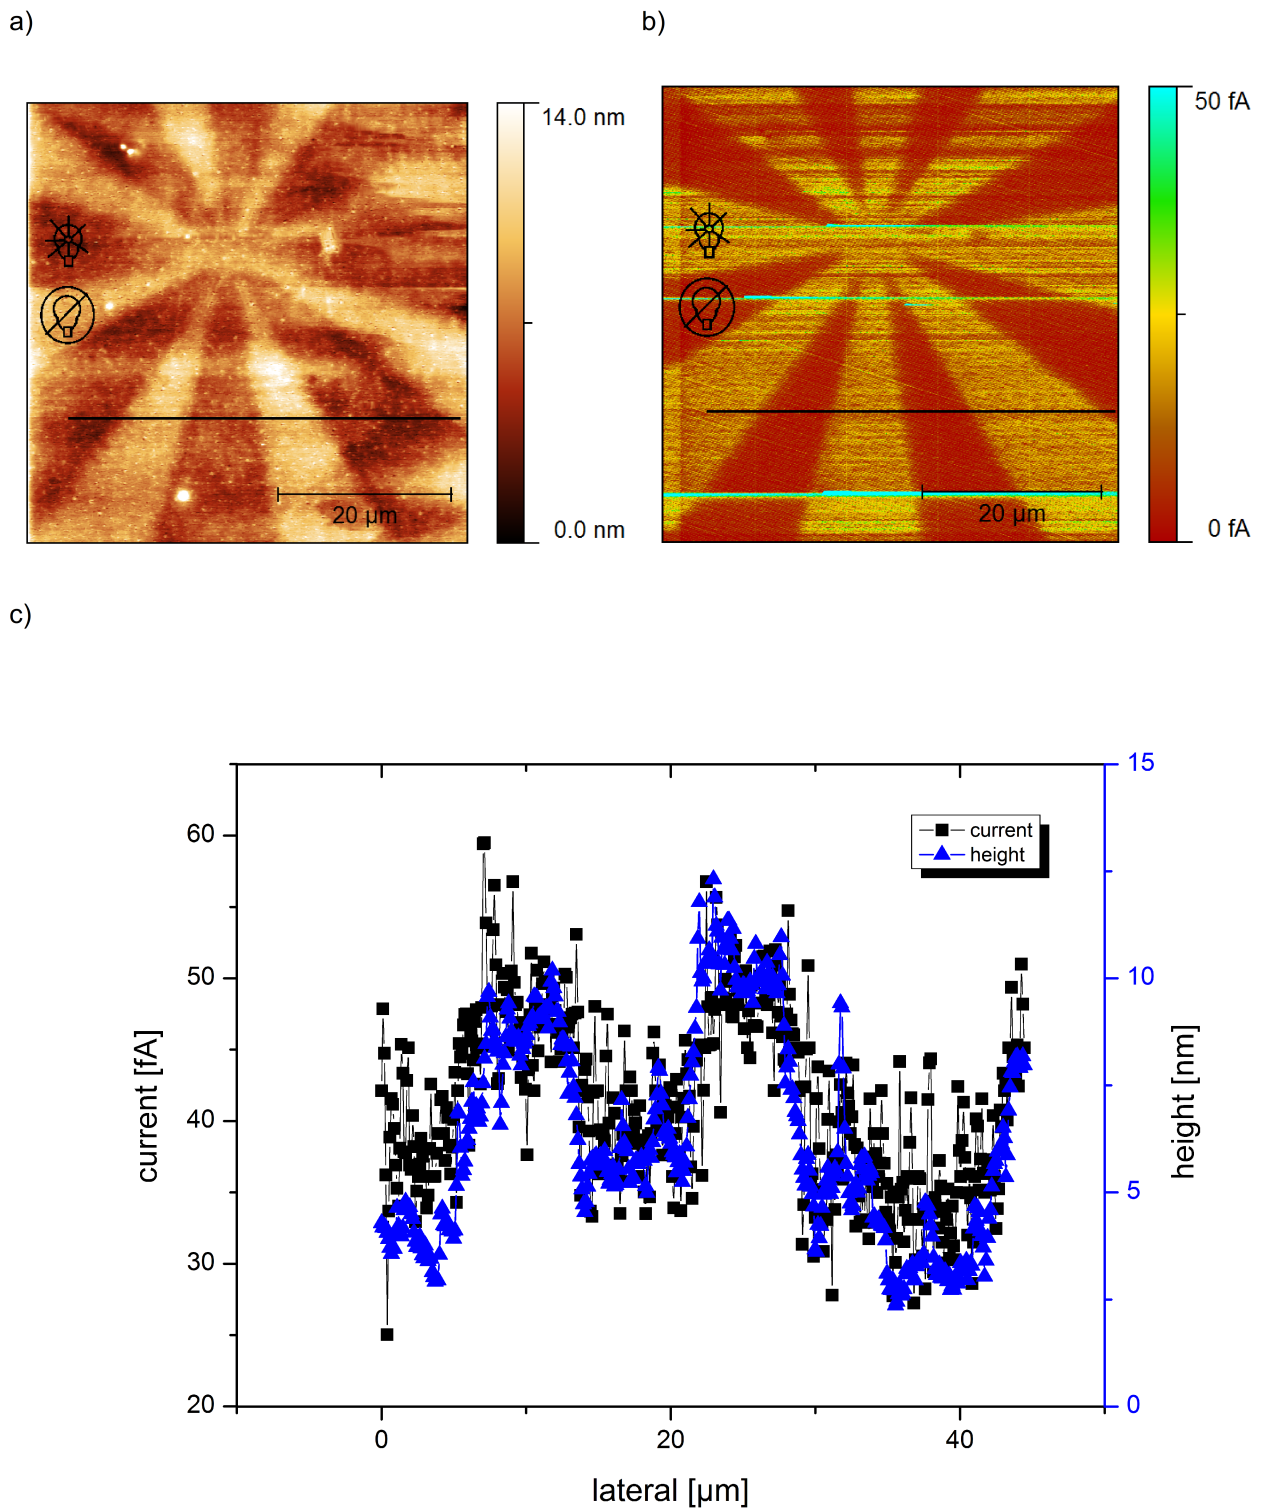 a)
b)
14.0 nm
0.0 nm
20 µm
50 fA
0 fA
20 µm
c)
current [fA]
60
50
40
30
20
15
10
5
0
height [nm]
current
height
0
20
40
lateral [µm]